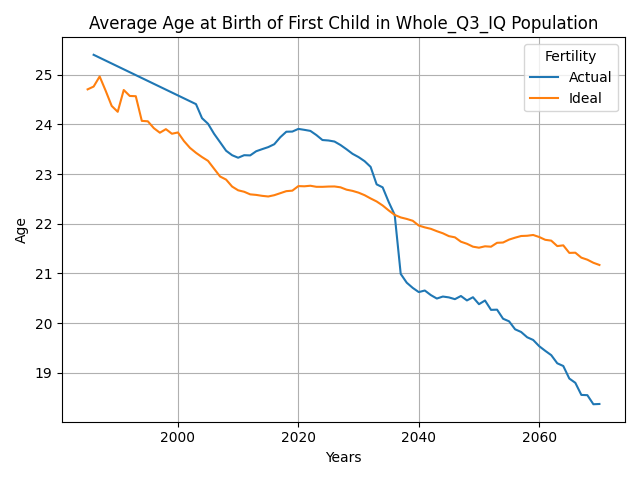 Average Age at Birth of First Child in Whole_Q3_IQ Population
Fertility
Actual
Ideal
Age
25
24
23
22
21
20
19
2000
2020
2040
2060
Years